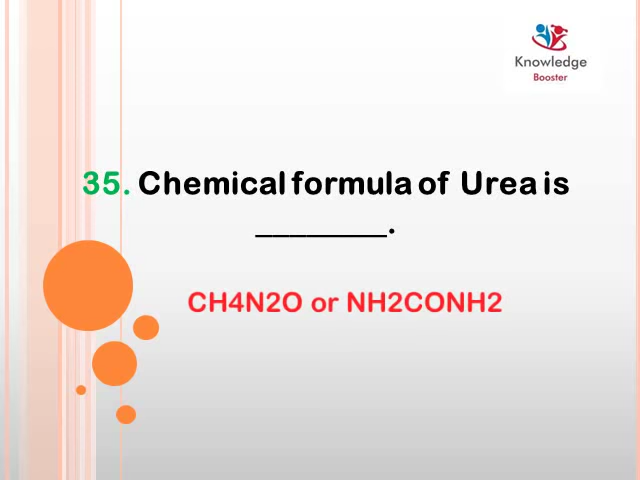 Knowledge
Booster
35. Chemical formula of Urea is
________.
CH4N2O or NH2CONH2